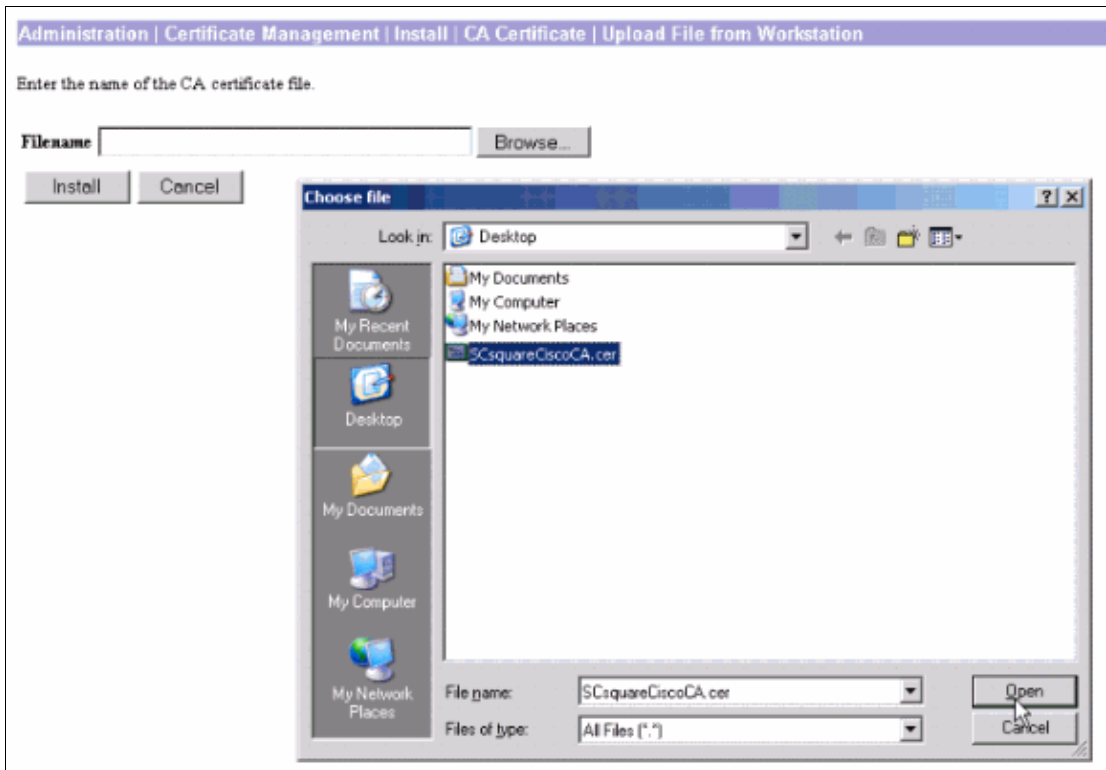 Administration | Certificate Management | Install | CA Certificate | Upload File from Workstation
Enter the name of the CA certificate file.
Filename
Browse...
Install
Cancel
Choose file
Look in:
Desktop
My Recent
Documents
Desktop
My Documents
My Computer
My Network
Places
My Documents
My Computer
My Network Places
SCsquareCiscoCA.cer
File name:
SCsquareCiscoCA.cer
Open
Files of type:
All Files (*.*)
Cancel